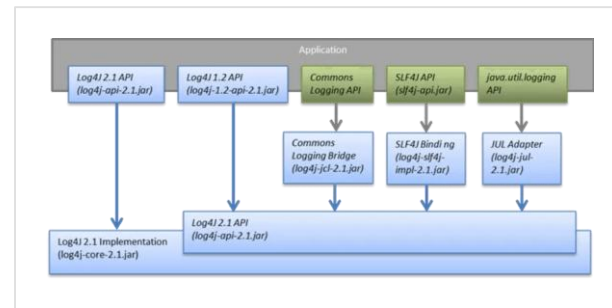 Application
Log4J 2.1 API
(log4j-api-2.1.jar)
Log4J 1.2 API
(log4j-1.2-api-2.1.jar)
Commons
Logging API
SLF4J API
(slf4j-api.jar)
java.util.logging
API
Commons
Logging Bridge
(log4j-jcl-2.1.jar)
SLF4J Binding
(log4j-slf4j-
impl-2.1.jar)
JUL Adapter
(log4j-jul-
2.1.jar)
Log4J 2.1 API
(log4j-api-2.1.jar)
Log4J 2.1 Implementation
(log4j-core-2.1.jar)